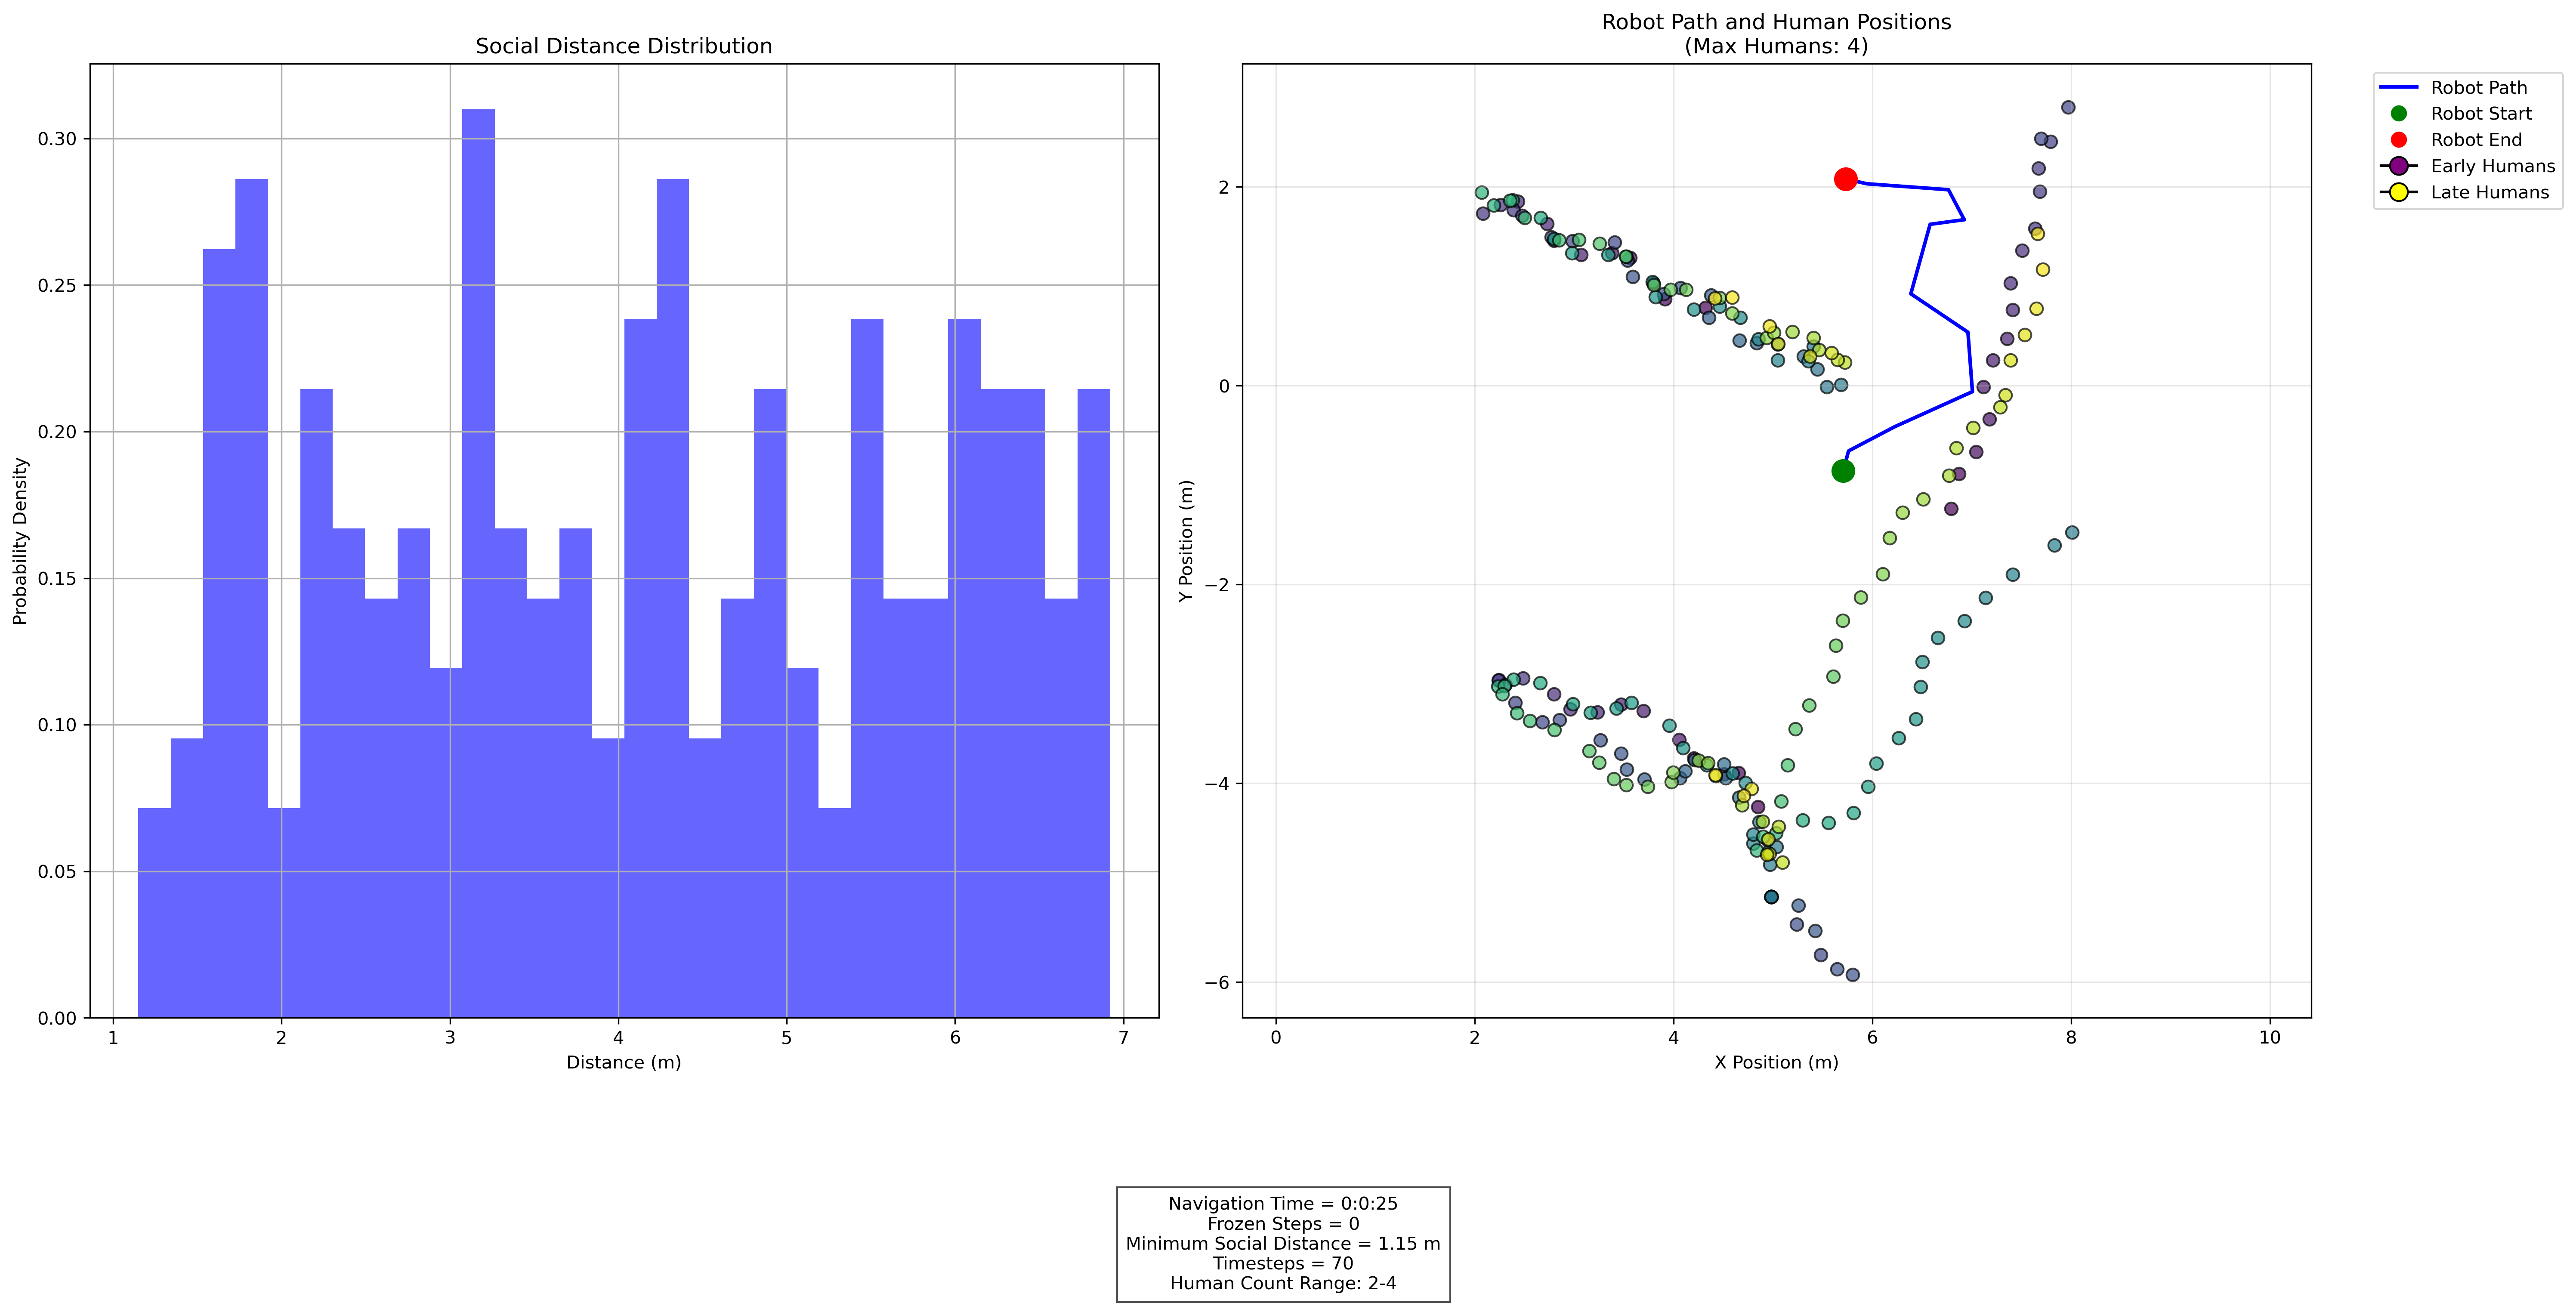 Social Distance Distribution
Probability Density
0.30
0.25
0.20
0.15
0.10
0.05
0.00
1 2 3 4 5 6 7
Distance (m)
Robot Path and Human Positions
(Max Humans: 4)
Y Position (m)
2
0
−2
−4
−6
0 2 4 6 8 10
X Position (m)
Robot Path
Robot Start
Robot End
Early Humans
Late Humans
Navigation Time = 0:0:25
Frozen Steps = 0
Minimum Social Distance = 1.15 m
Timesteps = 70
Human Count Range: 2-4